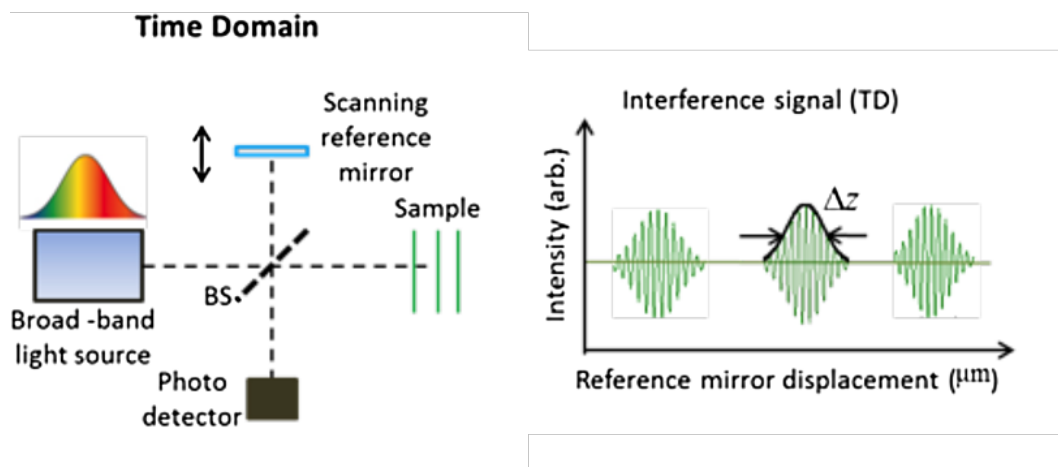 Time Domain
Scanning
reference
mirror
Sample
BS
Broad -band
light source
Photo
detector
Interference signal (TD)
Δz
Intensity (arb.)
Reference mirror displacement (μm)